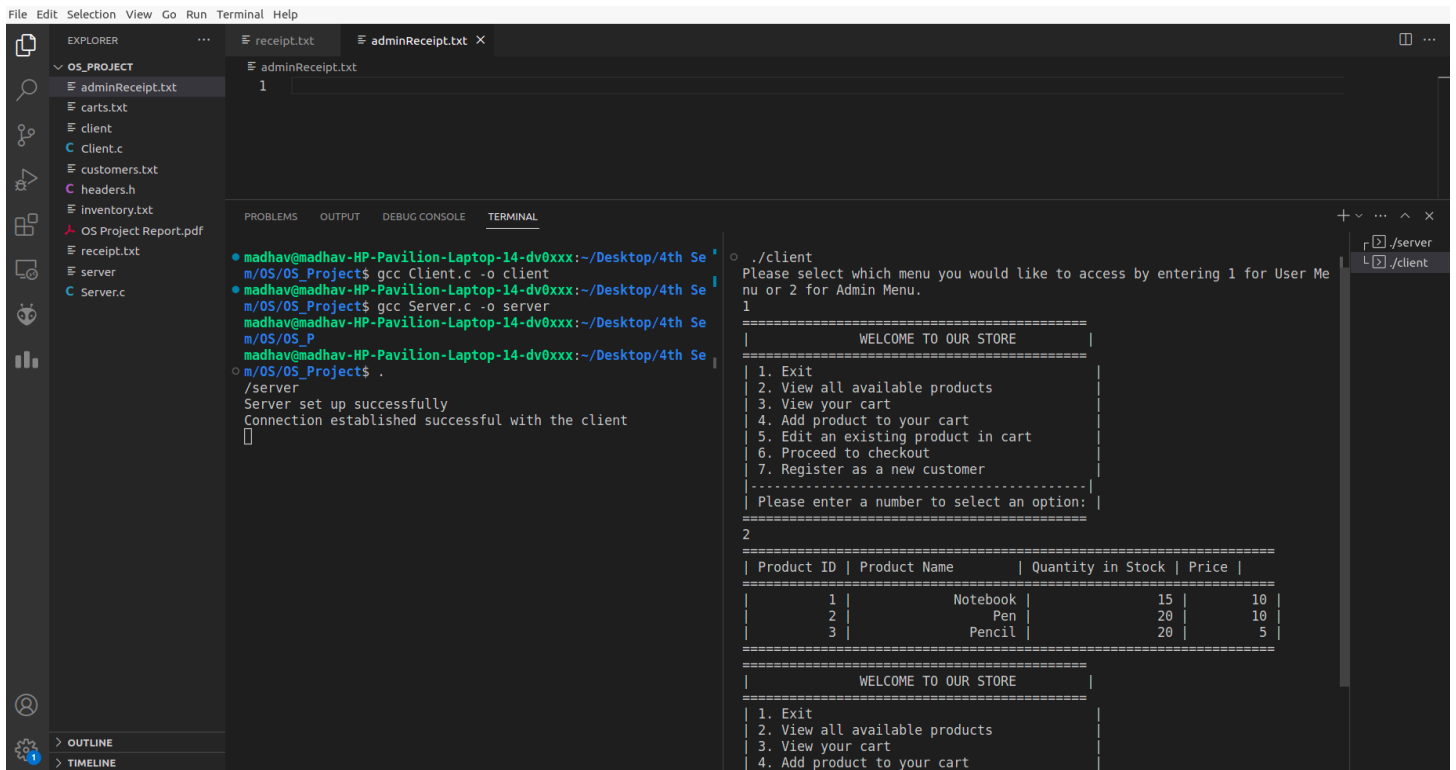 File Edit Selection View Go Run Terminal Help
EXPLORER ...
OS_PROJECT
adminReceipt.txt
carts.txt
client
C Client.c
customers.txt
C headers.h
inventory.txt
OS Project Report.pdf
receipt.txt
server
C Server.c
OUTLINE
TIMELINE
1
receipt.txt adminReceipt.txt ×
adminReceipt.txt
1
PROBLEMS OUTPUT DEBUG CONSOLE TERMINAL
madhav@madhav-HP-Pavilion-Laptop-14-dv0xxx:~/Desktop/4th Se
m/OS/OS_Project$ gcc Client.c -o client
madhav@madhav-HP-Pavilion-Laptop-14-dv0xxx:~/Desktop/4th Se
m/OS/OS_Project$ gcc Server.c -o server
madhav@madhav-HP-Pavilion-Laptop-14-dv0xxx:~/Desktop/4th Se
m/OS/OS_P
madhav@madhav-HP-Pavilion-Laptop-14-dv0xxx:~/Desktop/4th Se
m/OS/OS_Project$ .
/server
Server set up successfully
Connection established successful with the client
./client
Please select which menu you would like to access by entering 1 for User Me
nu or 2 for Admin Menu.
1
============================================
| WELCOME TO OUR STORE |
============================================
| 1. Exit |
| 2. View all available products |
| 3. View your cart |
| 4. Add product to your cart |
| 5. Edit an existing product in cart |
| 6. Proceed to checkout |
| 7. Register as a new customer |
|-------------------------------------------|
| Please enter a number to select an option: |
============================================
2
====================================================================
| Product ID | Product Name | Quantity in Stock | Price |
====================================================================
| 1 | Notebook | 15 | 10 |
| 2 | Pen | 20 | 10 |
| 3 | Pencil | 20 | 5 |
====================================================================
============================================
| WELCOME TO OUR STORE |
============================================
| 1. Exit |
| 2. View all available products |
| 3. View your cart |
| 4. Add product to your cart |
./server
./client